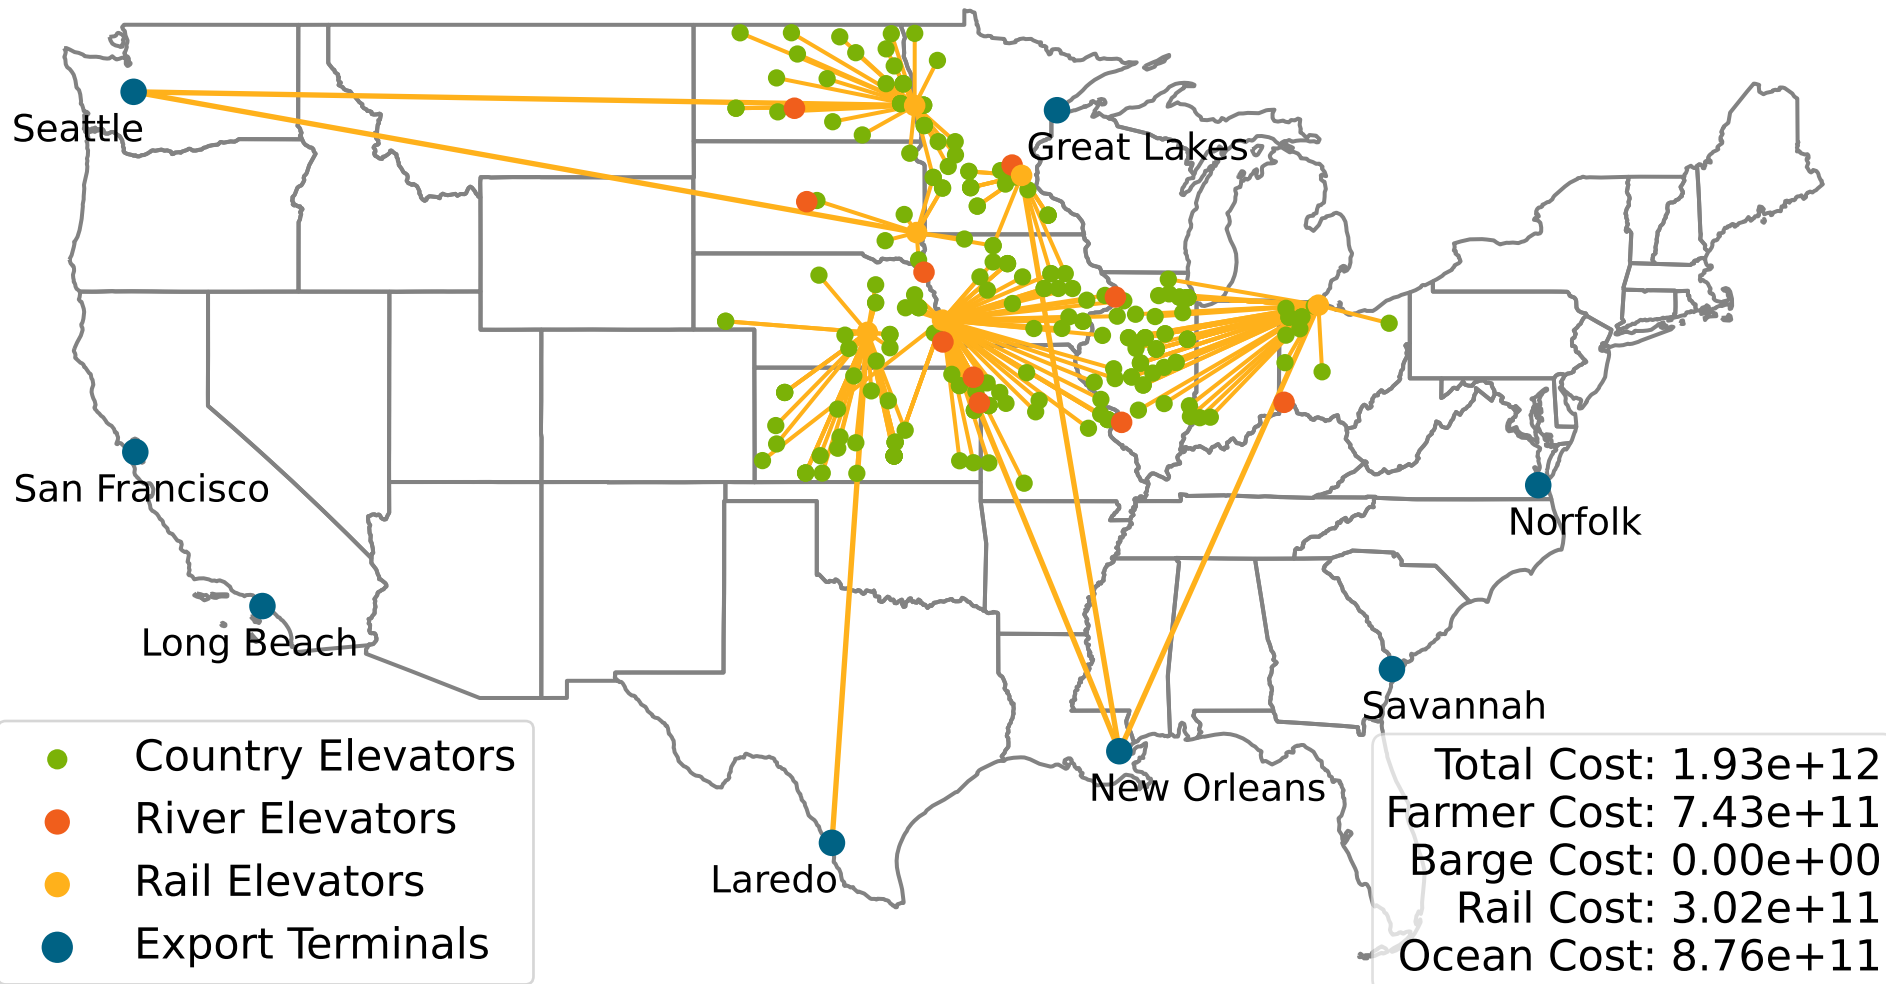 Seattle
Great Lakes
San Francisco
Norfolk
Long Beach
Savannah
New Orleans
Laredo
Country Elevators
River Elevators
Rail Elevators
Export Terminals
Total Cost: 1.93e+12
Farmer Cost: 7.43e+11
Barge Cost: 0.00e+00
Rail Cost: 3.02e+11
Ocean Cost: 8.76e+11